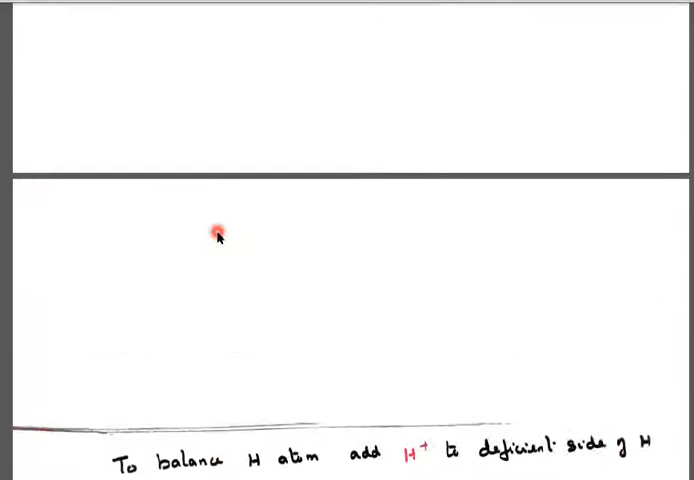 To balance H atom add H⁺ to deficient side of H